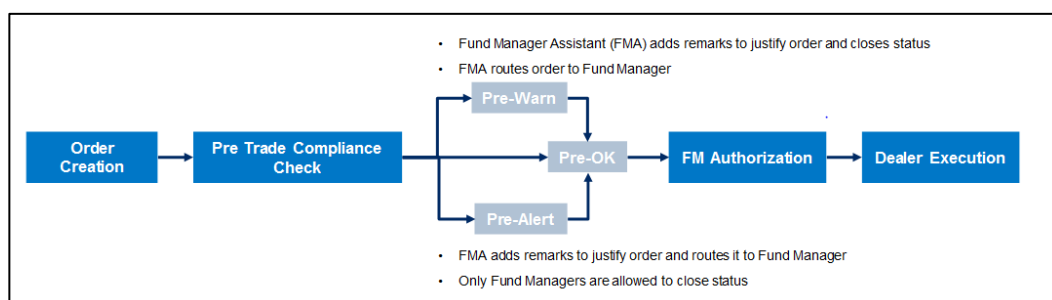 • Fund Manager Assistant (FMA) adds remarks to justify order and closes status
• FMA routes order to Fund Manager
Pre-Warn
Order
Creation
Pre Trade Compliance
Check
Pre-OK
FM Authorization
Dealer Execution
Pre-Alert
• FMA adds remarks to justify order and routes it to Fund Manager
• Only Fund Managers are allowed to close status